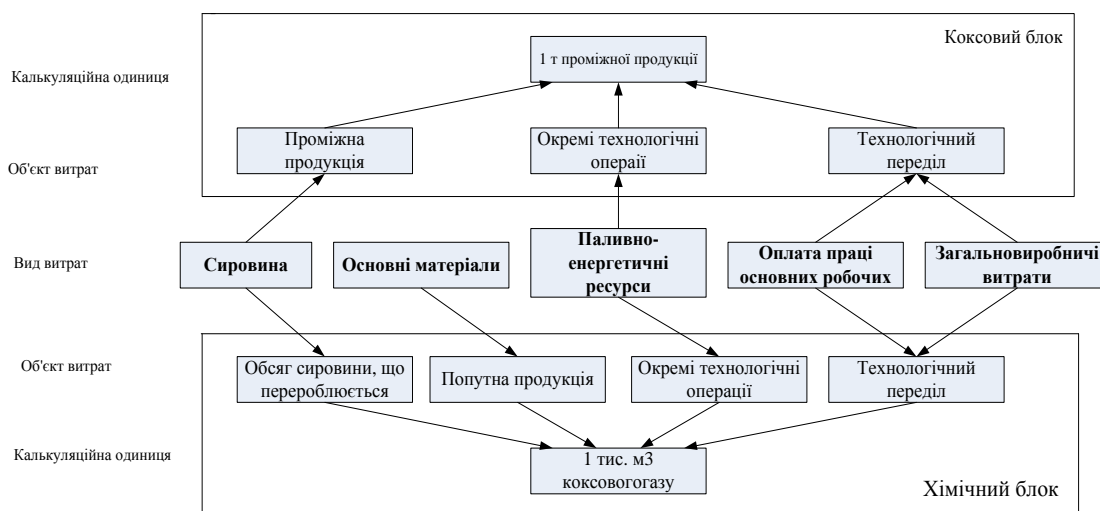 Коксовий блок
Калькуляційна одиниця
1 т проміжної продукції
Об'єкт витрат
Проміжна
продукція
Окремі технологічні
операії
Технологічний
переділ
Вид витрат
Сировина
Основні матеріали
Паливно-
енергетичні
ресурси
Оплата праці
основних робочих
Загальновиробничі
витрати
Об'єкт витрат
Обсяг сировини, що
перероблюється
Попутна продукція
Окремі технологічні
операції
Технологічний
переділ
Калькуляційна одиниця
1 тис. м3
коксовогогазу
Хімічний блок